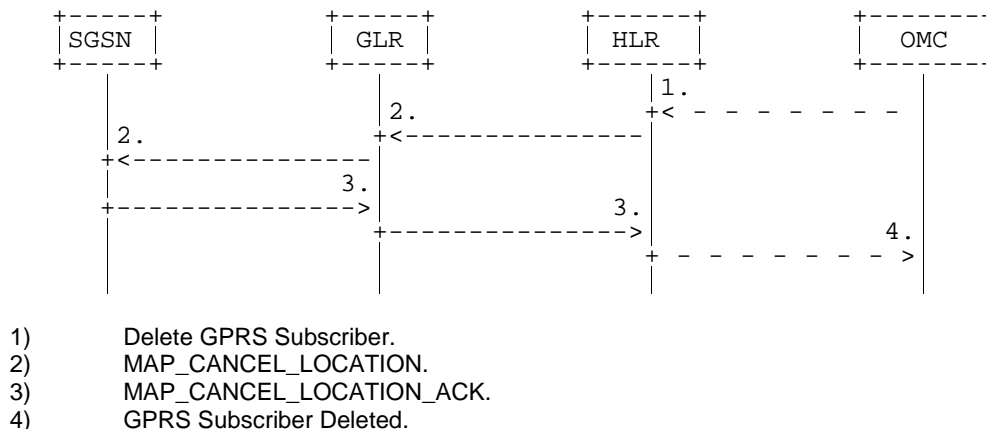 SGSN GLR HLR OMC
1.
2.
2.
3.
3.
4.
1) Delete GPRS Subscriber.
2) MAP_CANCEL_LOCATION.
3) MAP_CANCEL_LOCATION_ACK.
4) GPRS Subscriber Deleted.